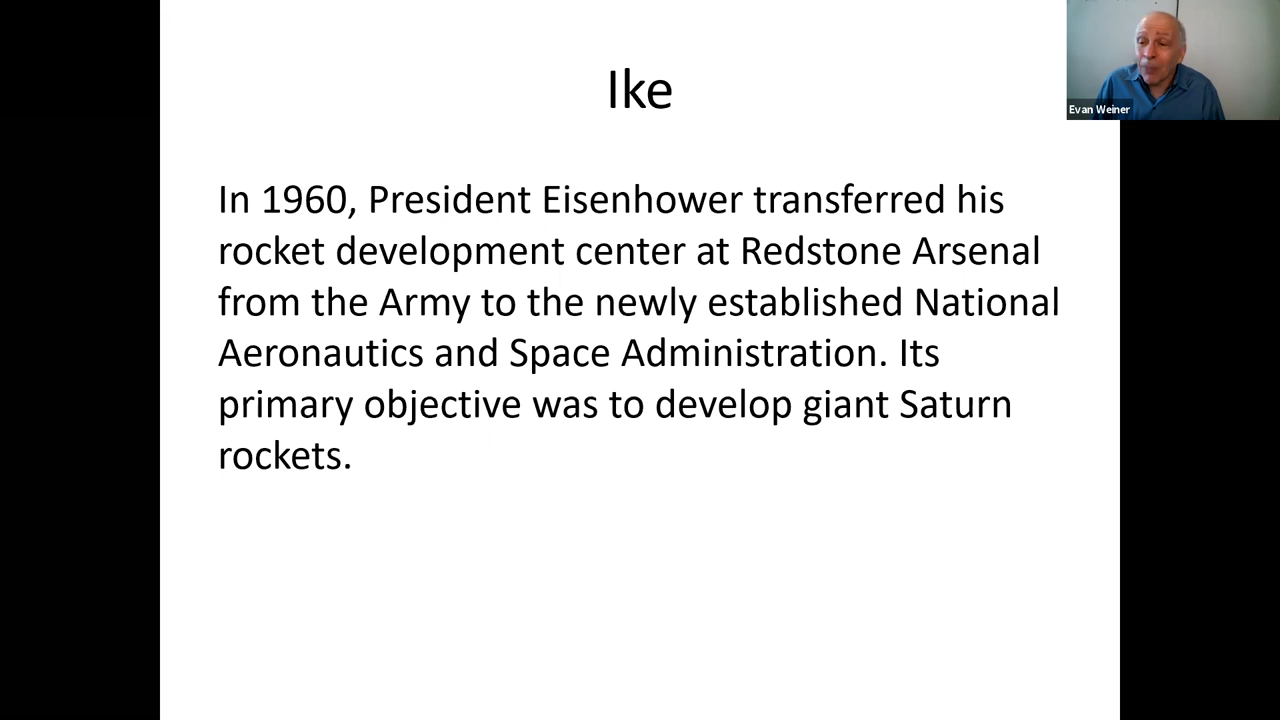 Ike
In 1960, President Eisenhower transferred his
rocket development center at Redstone Arsenal
from the Army to the newly established National
Aeronautics and Space Administration. Its
primary objective was to develop giant Saturn
rockets.
Evan Weiner